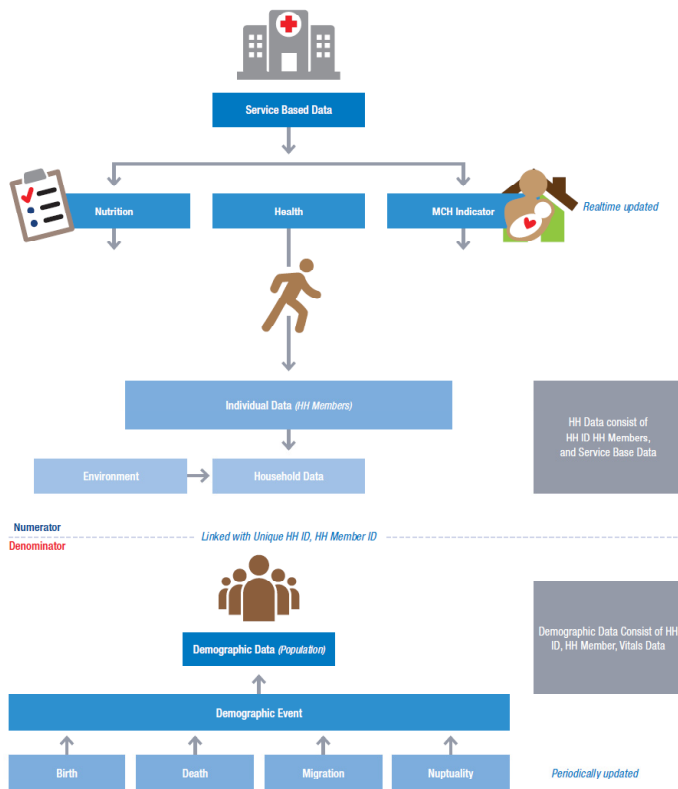 Service Based Data
Nutrition
Health
MCH Indicator
Realtime updated
Individual Data (HH Members)
HH Data consist of
HH ID HH Members,
and Service Base Data
Environment
Household Data
Numerator
Linked with Unique HH ID, HH Member ID
Denominator
Demographic Data (Population)
Demographic Data Consist of HH
ID, HH Member, Vitals Data
Demographic Event
Birth
Death
Migration
Nuptuality
Periodically updated